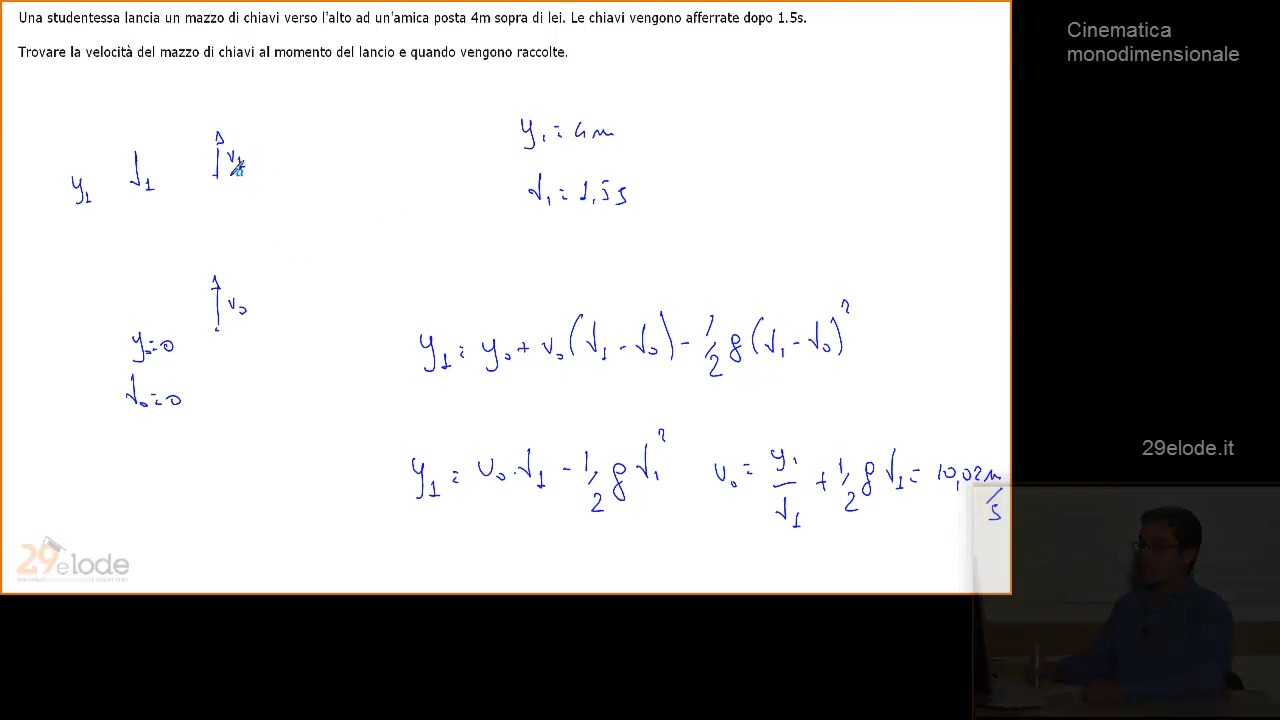 Una studentessa lancia un mazzo di chiavi verso l'alto ad un'amica posta 4m sopra di lei. Le chiavi vengono afferrate dopo 1.5s.
Trovare la velocità del mazzo di chiavi al momento del lancio e quando vengono raccolte.
Cinematica
monodimensionale
y₁ t₁ v₁
y₁ = 4m
t₁ = 1,5s
v₀
y₀=0
t₀=0
y₁ = y₀ + v₀(t₁ - t₀) - 1/2 g (t₁ - t₀)²
y₁ = v₀ · t₁ - 1/2 g t₁² v₀ = y₁/t₁ + 1/2 g t₁ = 10,02 m/s
29elode.it
29elode